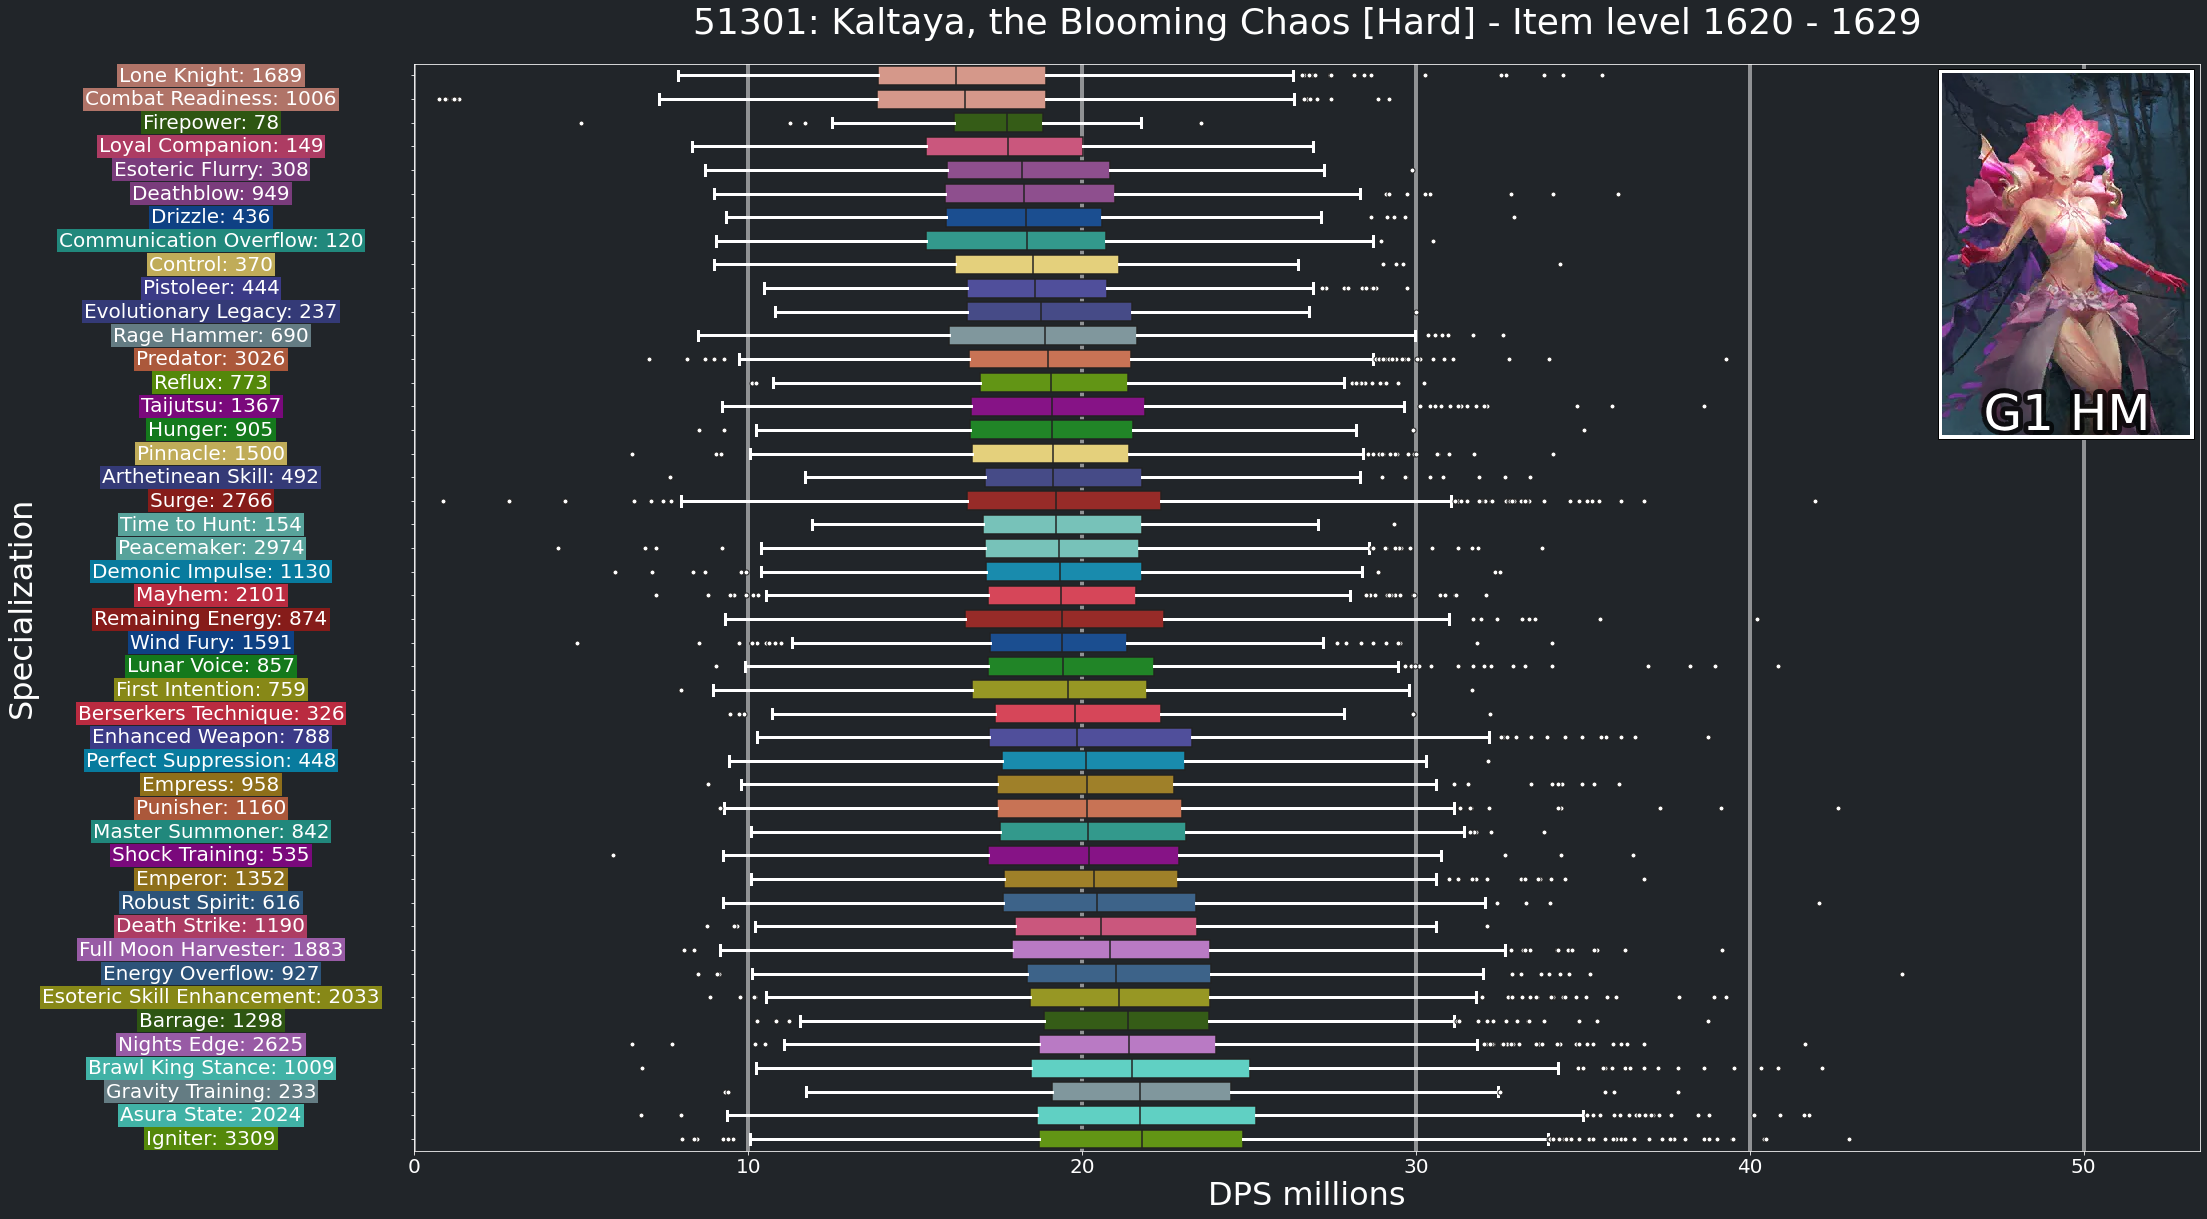 51301: Kaltaya, the Blooming Chaos [Hard] - Item level 1620 - 1629
Lone Knight: 1689
Combat Readiness: 1006
Firepower: 78
Loyal Companion: 149
Esoteric Flurry: 308
Deathblow: 949
Drizzle: 436
Communication Overflow: 120
Control: 370
Pistoleer: 444
Evolutionary Legacy: 237
Rage Hammer: 690
Predator: 3026
Reflux: 773
Taijutsu: 1367
Hunger: 905
Pinnacle: 1500
Arthetinean Skill: 492
Surge: 2766
Time to Hunt: 154
Peacemaker: 2974
Demonic Impulse: 1130
Mayhem: 2101
Remaining Energy: 874
Wind Fury: 1591
Lunar Voice: 857
First Intention: 759
Berserkers Technique: 326
Enhanced Weapon: 788
Perfect Suppression: 448
Empress: 958
Punisher: 1160
Master Summoner: 842
Shock Training: 535
Emperor: 1352
Robust Spirit: 616
Death Strike: 1190
Full Moon Harvester: 1883
Energy Overflow: 927
Esoteric Skill Enhancement: 2033
Barrage: 1298
Nights Edge: 2625
Brawl King Stance: 1009
Gravity Training: 233
Asura State: 2024
Igniter: 3309
Specialization
G1 HM
0 10 20 30 40 50
DPS millions